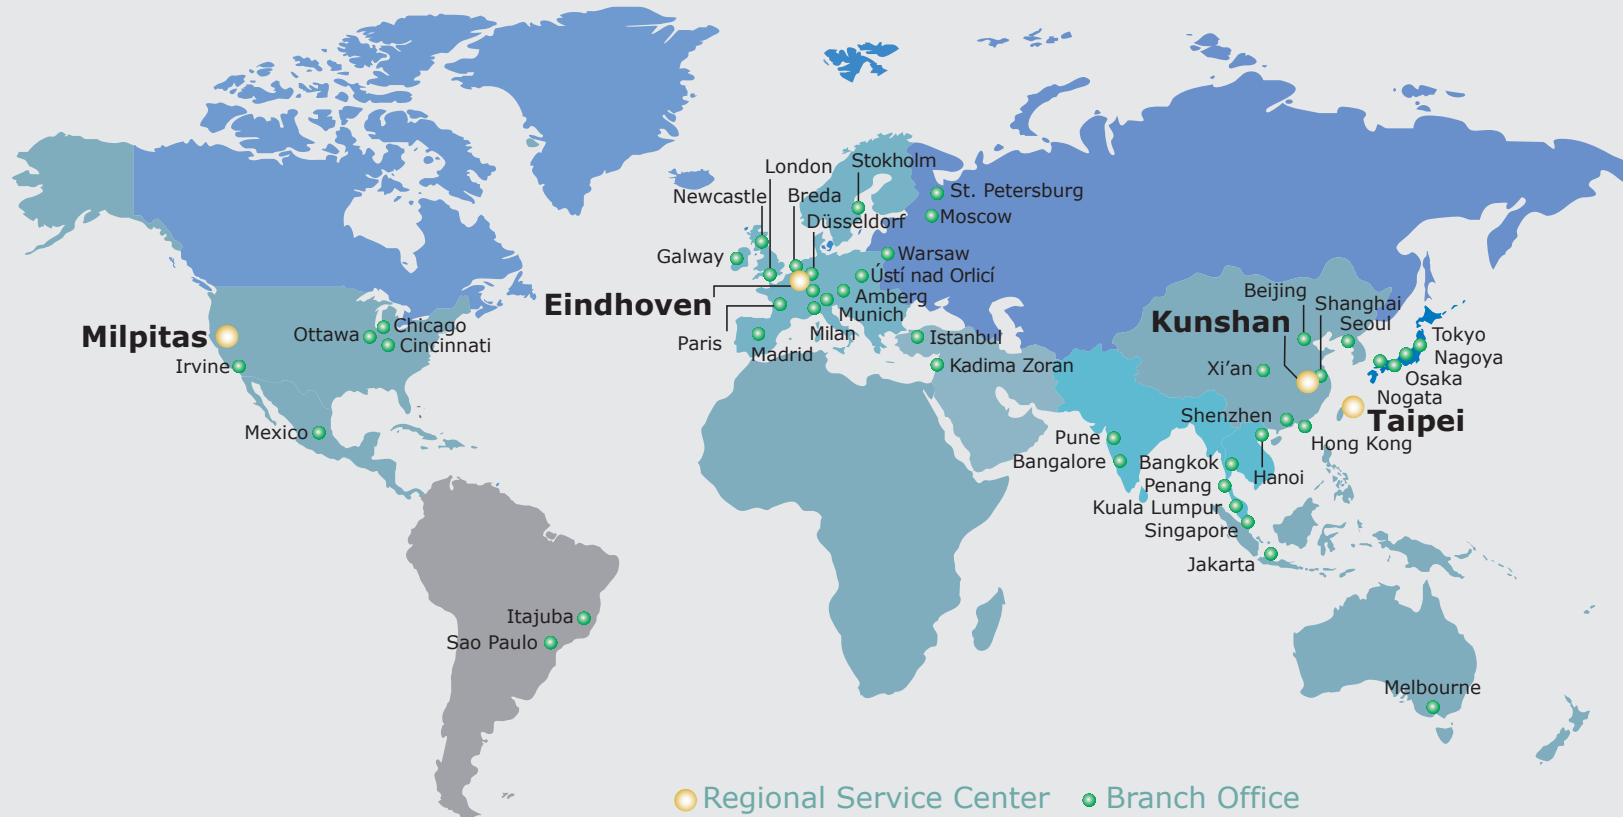 London
Stokholm
Newcastle
Breda
St. Petersburg
Düsseldorf
Moscow
Galway
Warsaw
Ústí nad Orlicí
Eindhoven
Amberg
Munich
Paris
Milan
Madrid
Istanbul
Kadima Zoran
Milpitas
Irvine
Ottawa
Chicago
Cincinnati
Mexico
Beijing
Shanghai
Kunshan
Seoul
Tokyo
Nagoya
Osaka
Nogata
Xi’an
Taipei
Shenzhen
Hong Kong
Pune
Bangalore
Bangkok
Hanoi
Penang
Kuala Lumpur
Singapore
Jakarta
Itajuba
Sao Paulo
Melbourne
Regional Service Center
Branch Office